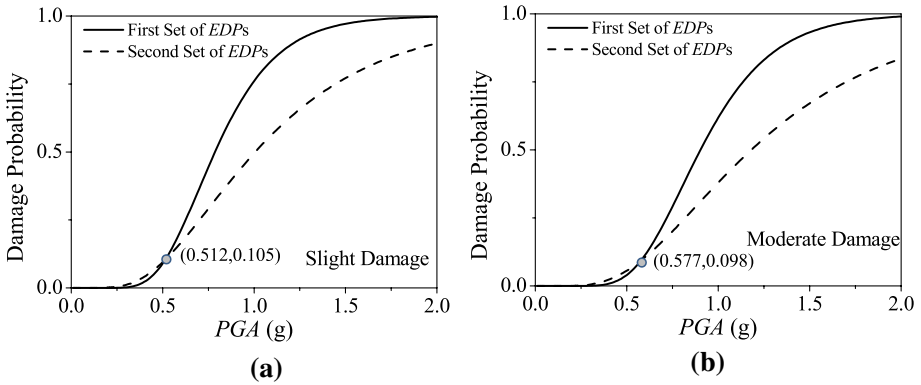 1.0
First Set of EDPs
Second Set of EDPs
Damage Probability
0.5
(0.512,0.105)
Slight Damage
0.0
0.0 0.5 1.0 1.5 2.0
PGA (g)
(a)
1.0
First Set of EDPs
Second Set of EDPs
Damage Probability
0.5
Moderate Damage
(0.577,0.098)
0.0
0.0 0.5 1.0 1.5 2.0
PGA (g)
(b)